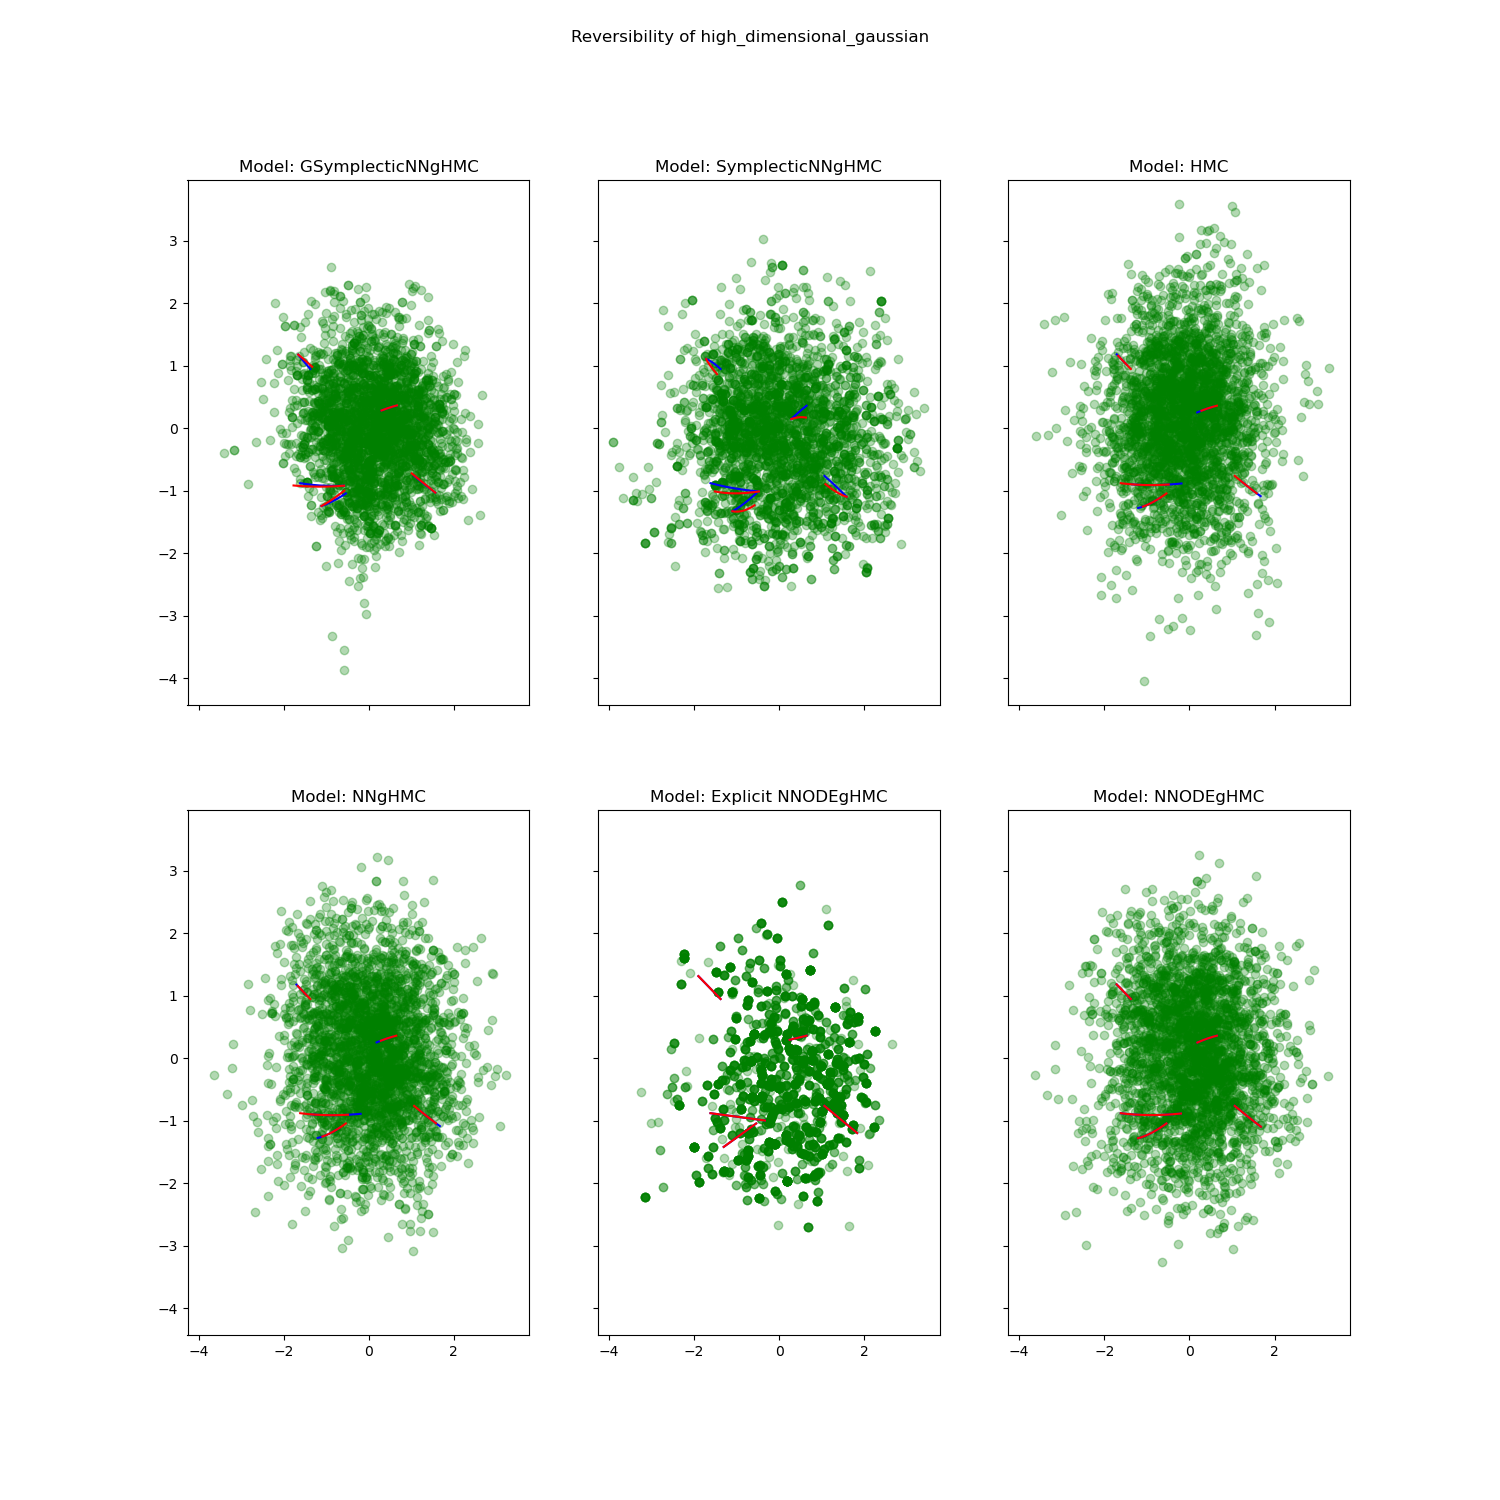 Reversibility of high_dimensional_gaussian
Model: GSymplecticNNgHMC
Model: SymplecticNNgHMC
Model: HMC
3
2
1
0
−1
−2
−3
−4
Model: NNgHMC
Model: Explicit NNODEgHMC
Model: NNODEgHMC
3
2
1
0
−1
−2
−3
−4
−4 −2 0 2
−4 −2 0 2
−4 −2 0 2